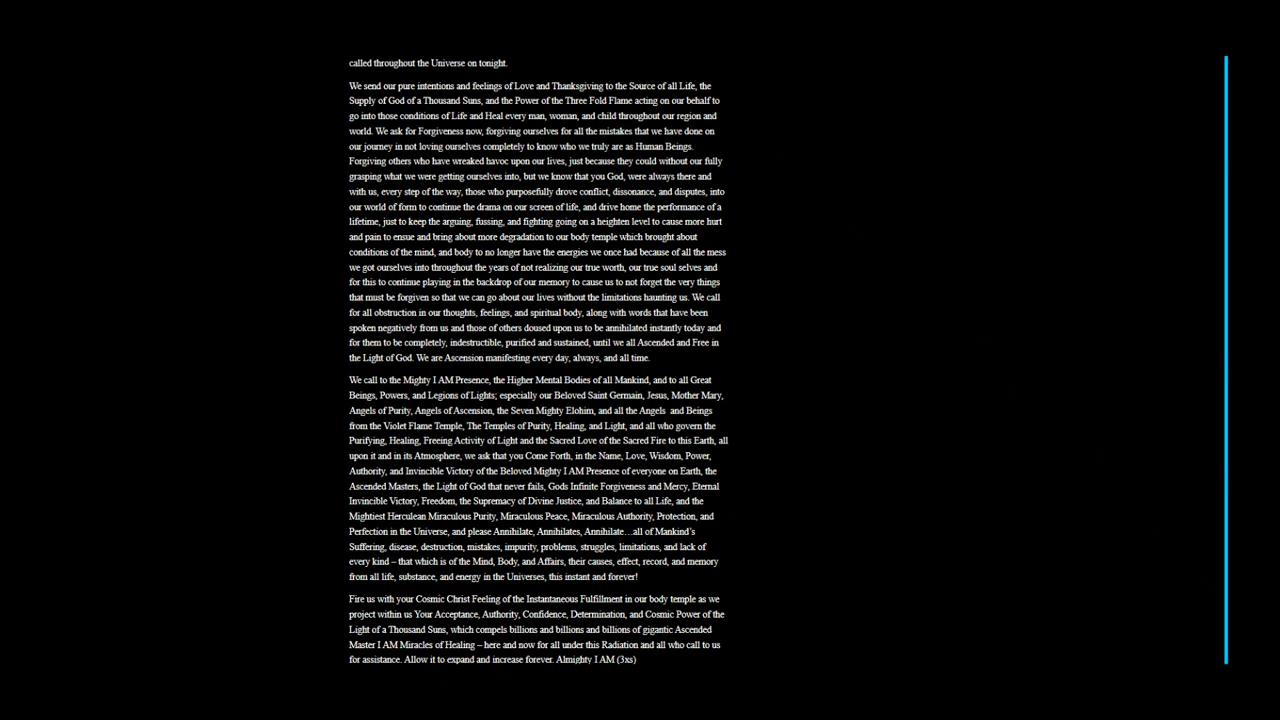 called throughout the Universe on tonight.
We send our pure intentions and feelings of Love and Thanksgiving to the Source of all Life, the
Supply of God of a Thousand Suns, and the Power of the Three Fold Flame acting on our behalf to
go into those conditions of Life and Heal every man, woman, and child throughout our region and
world. We ask for Forgiveness now, forgiving ourselves for all the mistakes that we have done on
our journey in not loving ourselves completely to know who we truly are as Human Beings.
Forgiving others who have wreaked havoc upon our lives, just because they could without our fully
grasping what we were getting ourselves into, but we know that you God, were always there and
with us, every step of the way, those who purposefully drove conflict, dissonance, and disputes, into
our world of form to continue the drama on our screen of life, and drive home the performance of a
lifetime, just to keep the arguing, fussing, and fighting going on a heighten level to cause more hurt
and pain to ensue and bring about more degradation to our body temple which brought about
conditions of the mind, and body to no longer have the energies we once had because of all the mess
we got ourselves into throughout the years of not realizing our true worth, our true soul selves and
for this to continue playing in the backdrop of our memory to cause us to not forget the very things
that must be forgiven so that we can go about our lives without the limitations haunting us. We call
for all obstruction in our thoughts, feelings, and spiritual body, along with words that have been
spoken negatively from us and those of others doused upon us to be annihilated instantly today and
for them to be completely, indestructible, purified and sustained, until we all Ascended and Free in
the Light of God. We are Ascension manifesting every day, always, and all time.
We call to the Mighty I AM Presence, the Higher Mental Bodies of all Mankind, and to all Great
Beings, Powers, and Legions of Lights; especially our Beloved Saint Germain, Jesus, Mother Mary,
Angels of Purity, Angels of Ascension, the Seven Mighty Elohim, and all the Angels and Beings
from the Violet Flame Temple, The Temples of Purity, Healing, and Light, and all who govern the
Purifying, Healing, Freeing Activity of Light and the Sacred Love of the Sacred Fire to this Earth, all
upon it and in its Atmosphere, we ask that you Come Forth, in the Name, Love, Wisdom, Power,
Authority, and Invincible Victory of the Beloved Mighty I AM Presence of everyone on Earth, the
Ascended Masters, the Light of God that never fails, Gods Infinite Forgiveness and Mercy, Eternal
Invincible Victory, Freedom, the Supremacy of Divine Justice, and Balance to all Life, and the
Mightiest Herculean Miraculous Purity, Miraculous Peace, Miraculous Authority, Protection, and
Perfection in the Universe, and please Annihilate, Annihilates, Annihilate…all of Mankind’s
Suffering, disease, destruction, mistakes, impurity, problems, struggles, limitations, and lack of
every kind – that which is of the Mind, Body, and Affairs, their causes, effect, record, and memory
from all life, substance, and energy in the Universes, this instant and forever!
Fire us with your Cosmic Christ Feeling of the Instantaneous Fulfillment in our body temple as we
project within us Your Acceptance, Authority, Confidence, Determination, and Cosmic Power of the
Light of a Thousand Suns, which compels billions and billions and billions of gigantic Ascended
Master I AM Miracles of Healing – here and now for all under this Radiation and all who call to us
for assistance. Allow it to expand and increase forever. Almighty I AM (3xs)